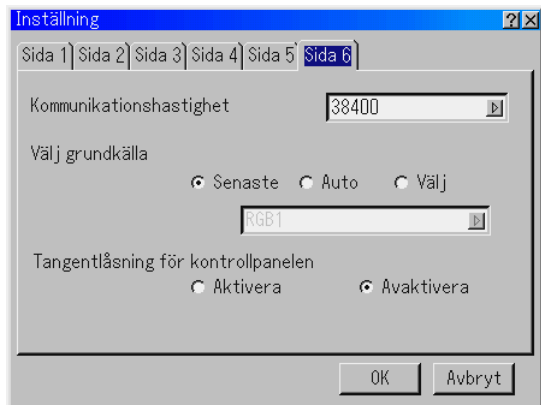 Inställning
Sida 1 Sida 2 Sida 3 Sida 4 Sida 5 Sida 6
Kommunikationshastighet 38400
Välj grundkälla
Senaste Auto Välj
RGB1
Tangentlåsning för kontrollpanelen
Aktivera Avaktivera
OK Avbryt